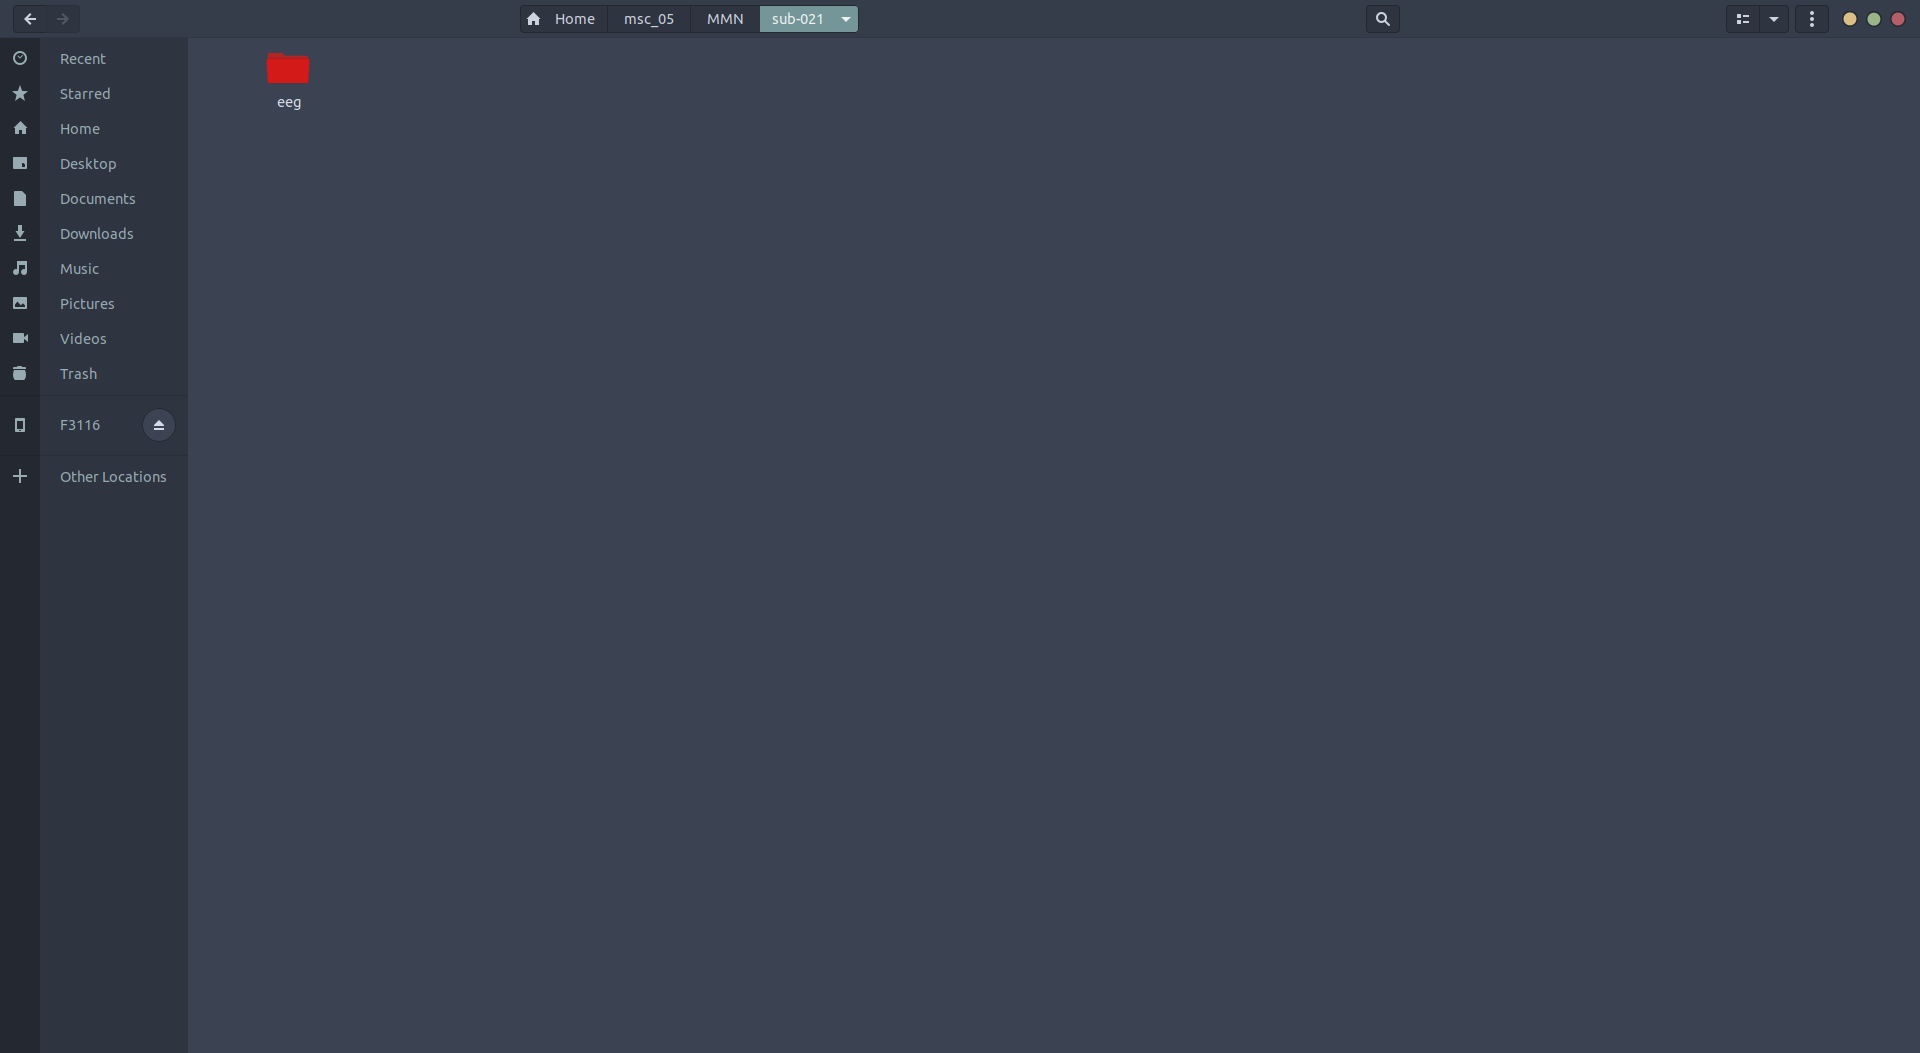 Home msc_05 MMN sub-021
Recent
Starred
Home
Desktop
Documents
Downloads
Music
Pictures
Videos
Trash
F3116
Other Locations
eeg